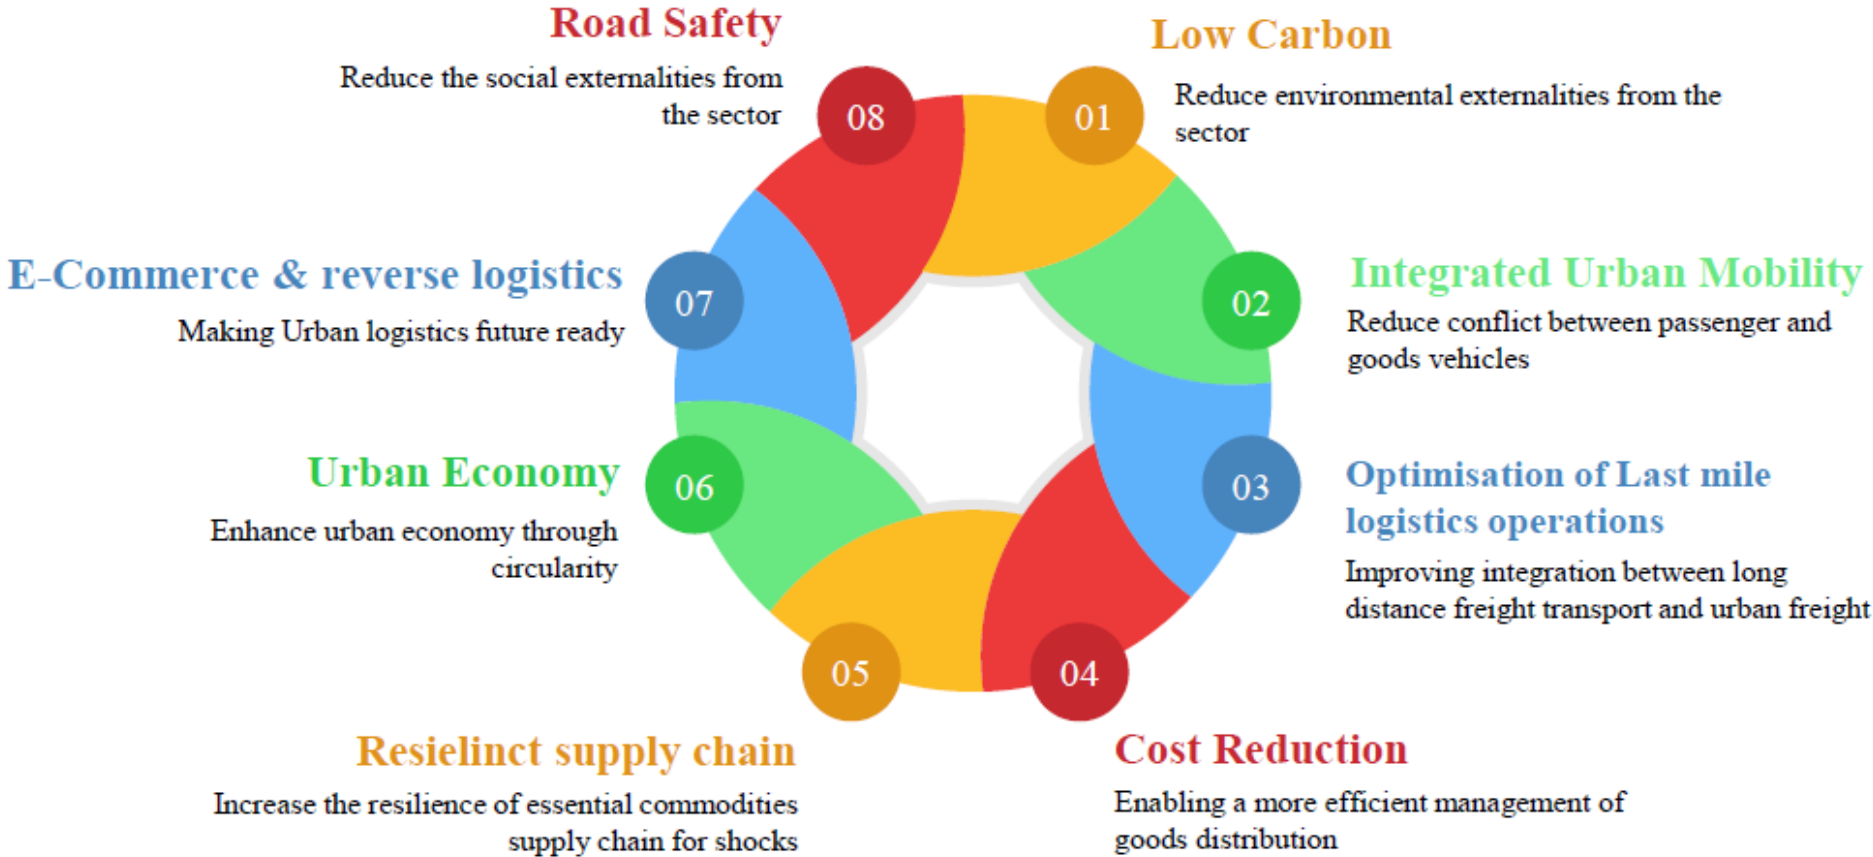 01
Low Carbon
Reduce environmental externalities from the
sector
02
Integrated Urban Mobility
Reduce conflict between passenger and
goods vehicles
03
Optimisation of Last mile
logistics operations
Improving integration between long
distance freight transport and urban freight
04
Cost Reduction
Enabling a more efficient management of
goods distribution
05
Resielinct supply chain
Increase the resilience of essential commodities
supply chain for shocks
06
Urban Economy
Enhance urban economy through
circularity
07
E-Commerce & reverse logistics
Making Urban logistics future ready
08
Road Safety
Reduce the social externalities from
the sector